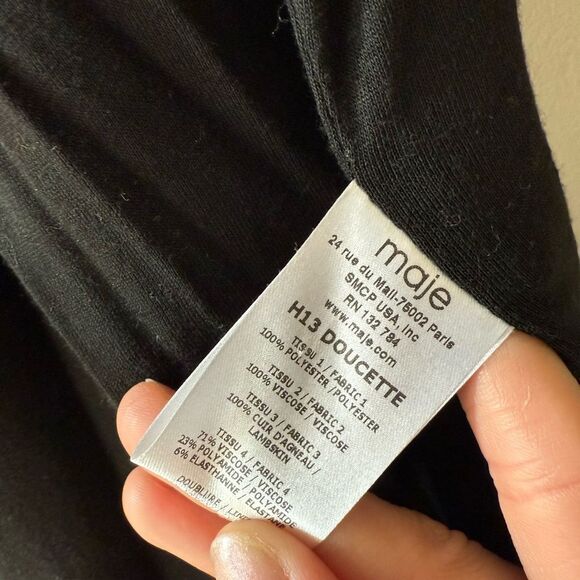 maje
24 rue du Mail-75002 Paris
SMCP USA, Inc
RN 132 784
www.maje.com
H13 DOUCETTE
TISSU 1 / FABRIC 1
100% POLYESTER /POLYESTER
TISSU 2 / FABRIC 2
100% VISCOSE / VISCOSE
TISSU 3 / FABRIC 3
100% CUIR D'AGNEAU /
LAMBSKIN
TISSU 4 / FABRIC 4
71% VISCOSE / VISCOSE
23% POLYAMIDE / POLYAMIDE
6% ELASTHANNE / ELASTANE
DOUBLURE /